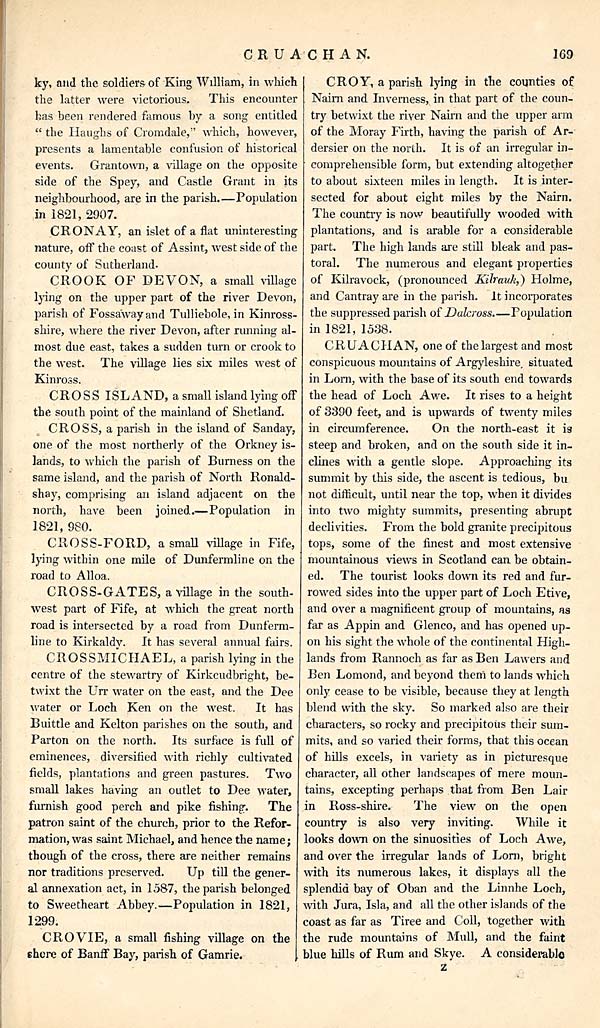 CRUACHAN.
169
ky, and the soldiers of King William, in which
the latter were victorious. This encounter
has been rendered famous by a song entitled
“ the Haughs of Cromdale,” which, however,
presents a lamentable confusion of historical
events. Grantown, a village on the opposite
side of the Spey, and Castle Grant in its
neighbourhood, are in the parish.—Population
in 1821, 2907.
CRONAY, an islet of a flat uninteresting
nature, off the coast of Assint, west side of the
county of Sutherland.
CROOK OF DEVON, a small village
lying on the upper part of the river Devon,
parish of Fossaway and Tulliebole, in Kinross-
shire, where the river Devon, after running al-
most due east, takes a sudden turn or crook to
the west. The village lies six miles west of
Kinross.
CROSS ISLAND, a small island lying off
the south point of the mainland of Shetland.
CROSS, a parish in the island of Sanday,
one of the most northerly of the Orkney is-
lands, to which the parish of Burness on the
same island, and the parish of North Ronald-
shay, comprising an island adjacent on the
north, have been joined.—Population in
1821, 980.
CROSS-FORD, a small village in Fife,
lying within one mile of Dunfermline on the
road to Alloa.
CROSS-GATES, a village in the south-
west part of Fife, at which the great north
road is intersected by a road from Dunferm-
line to Kirkaldy. It has several annual fairs.
CROSSMICHAEL, a parish lying in the
centre of the stewartry of Kirkcudbright, be-
twixt the Urr water on the east, and the Dee
water or Loch Ken on the west. It has
Buittle and Kelton parishes on the south, and
Parton on the north. Its surface is full of
eminences, diversified with richly cultivated
fields, plantations and green pastures. Two
small lakes having an outlet to Dee water,
furnish good perch and pike fishing. The
patron saint of the church, prior to the Refor-
mation, was saint Michael, and hence the name;
though of the cross, there are neither remains
nor traditions preserved. Up till the gener-
al annexation act, in 1587, the parish belonged
to Sweetheart Abbey.—Population in 1821,
1299.
CROVIE, a small fishing village on the
shore of Banff Bay, parish of Gamrie.
CROY, a parish lying in the counties of
Nairn and Inverness, in that part of the coun-
try betwixt the river Nairn and the upper arm
of the Moray Firth, having the parish of Ar-
dersier on the north. It is of an irregular in-
comprehensible form, but extending altogether
to about sixteen miles in length. It is inter-
sected for about eight miles by the Nairn.
The country is now beautifully wooded with
plantations, and is arable for a considerable
part. The high lands are still bleak and pas-
toral. The numerous and elegant properties
of Kilravock, (pronounced Kilrauk,) Holme,
and Cantray are in the parish. It incorporates
the suppressed parish of Dalcross.—Population
in 1821, 1538.
CRUACHAN, one of the largest and most
conspicuous mountains of Argyleshire, situated
in Lorn, with the base of its south end towards
the head of Loch Awe. It rises to a height
of 3390 feet, and is upwards of twenty miles
in circumference. On the north-east it is
steep and broken, and on the south side it in-
clines with a gentle slope. Approaching its
summit by this side, the ascent is tedious, bu
not difficult, until near the top, when it divides
into two mighty summits, presenting abrupt
declivities. From the bold granite precipitous
tops, some of the finest and most extensive
mountainous views in Scotland can be obtain-
ed. The tourist looks down its red and fur-
rowed sides into the upper part of Loch Etive,
and over a magnificent group of mountains, as
far as Appin and Glenco, and has opened up-
on his sight the whole of the continental High-
lands from Rannoch as far as Ben Lawers and
Ben Lomond, and beyond them to lands which
only cease to be visible, because they at length
blend with the sky. So marked also are their
characters, so rocky and precipitous their sum-
mits, and so varied their forms, that this ocean
of hills excels, in variety as in picturesque
character, all other landscapes of mere moun-
tains, excepting perhaps that from Ben Lair
in Ross-shire. The view on the open
country is also very inviting. While it
looks down on the sinuosities of Loch Awe,
and over the irregular lands of Lorn, bright
with its numerous lakes, it displays all the
splendid bay of Oban and the Linnhe Loch,
with Jura, Isla, and all the other islands of the
coast as far as Tiree and Coll, together with
the rude mountains of Mull, and the faint
blue hills of Rum and Skye. A considerable
Z